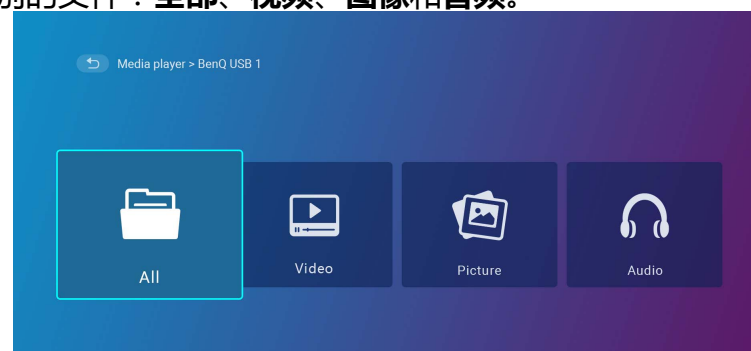 别的文件：全部、视频、图像和音频。
Media player > BenQ USB 1
All
Video
Picture
Audio